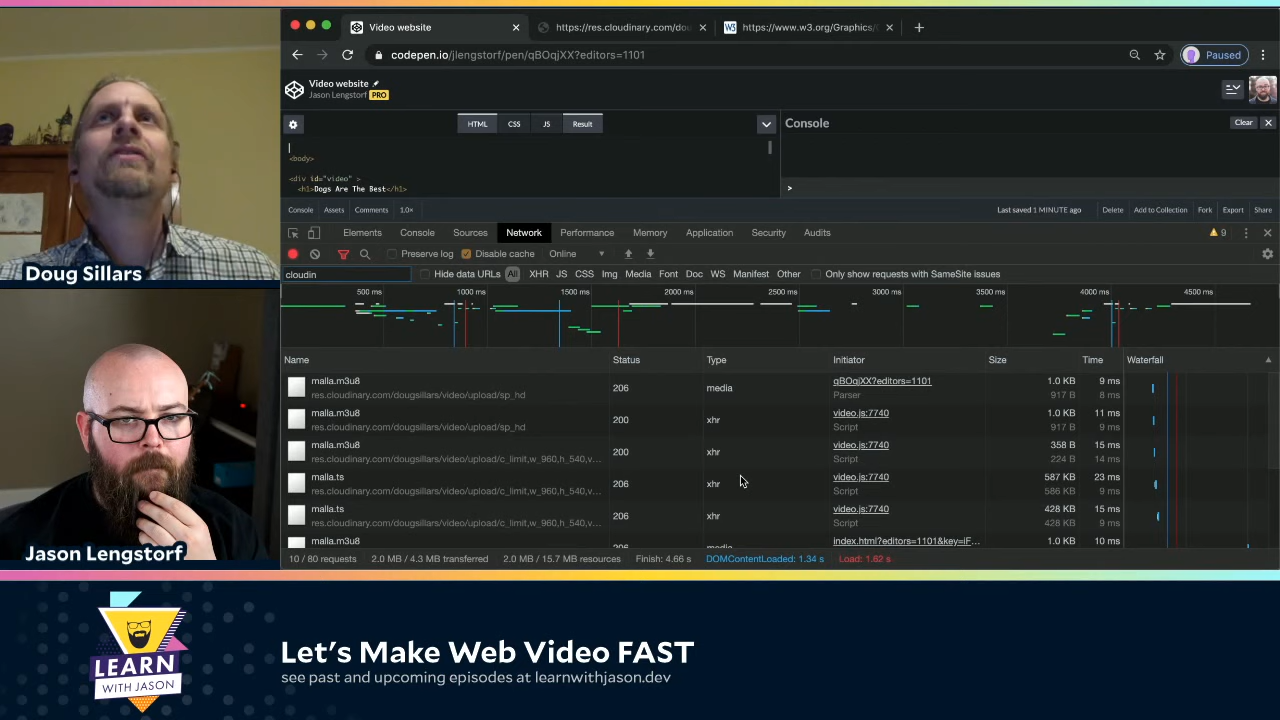 Video website
https://res.cloudinary.com/dou
https://www.w3.org/Graphics/
codepen.io/jlengstorf/pen/qBOqjXX?editors=1101
Paused
Video website
Jason Lengstorf PRO
HTML CSS JS Result
Console
Clear
<body>
<div id="video" >
<h1>Dogs Are The Best</h1>
>
Console Assets Comments 1.0×
Last saved 1 MINUTE ago Delete Add to Collection Fork Export Share
Elements Console Sources Network Performance Memory Application Security Audits 9
Preserve log Disable cache Online
cloudin Hide data URLs All XHR JS CSS Img Media Font Doc WS Manifest Other Only show requests with SameSite issues
500 ms 1000 ms 1500 ms 2000 ms 2500 ms 3000 ms 3500 ms 4000 ms 4500 ms
Name Status Type Initiator Size Time Waterfall
malla.m3u8 206 media qBOqjXX?editors=1101 1.0 KB 9 ms
res.cloudinary.com/dougsillars/video/upload/sp_hd Parser 917 B 8 ms
malla.m3u8 200 xhr video.js:7740 1.0 KB 11 ms
res.cloudinary.com/dougsillars/video/upload/sp_hd Script 917 B 9 ms
malla.m3u8 200 xhr video.js:7740 358 B 15 ms
res.cloudinary.com/dougsillars/video/upload/c_limit,w_960,h_540,v... Script 224 B 14 ms
malla.ts 206 xhr video.js:7740 587 KB 23 ms
res.cloudinary.com/dougsillars/video/upload/c_limit,w_960,h_540,v... Script 586 KB 9 ms
malla.ts 206 xhr video.js:7740 428 KB 15 ms
res.cloudinary.com/dougsillars/video/upload/c_limit,w_960,h_540,v... Script 428 KB 9 ms
malla.m3u8 206 media index.html?editors=1101&key=iF... 1.0 KB 10 ms
10 / 80 requests 2.0 MB / 4.3 MB transferred 2.0 MB / 15.7 MB resources Finish: 4.66 s DOMContentLoaded: 1.34 s Load: 1.62 s
Doug Sillars
Jason Lengstorf
LEARN
WITH JASON
Let's Make Web Video FAST
see past and upcoming episodes at learnwithjason.dev